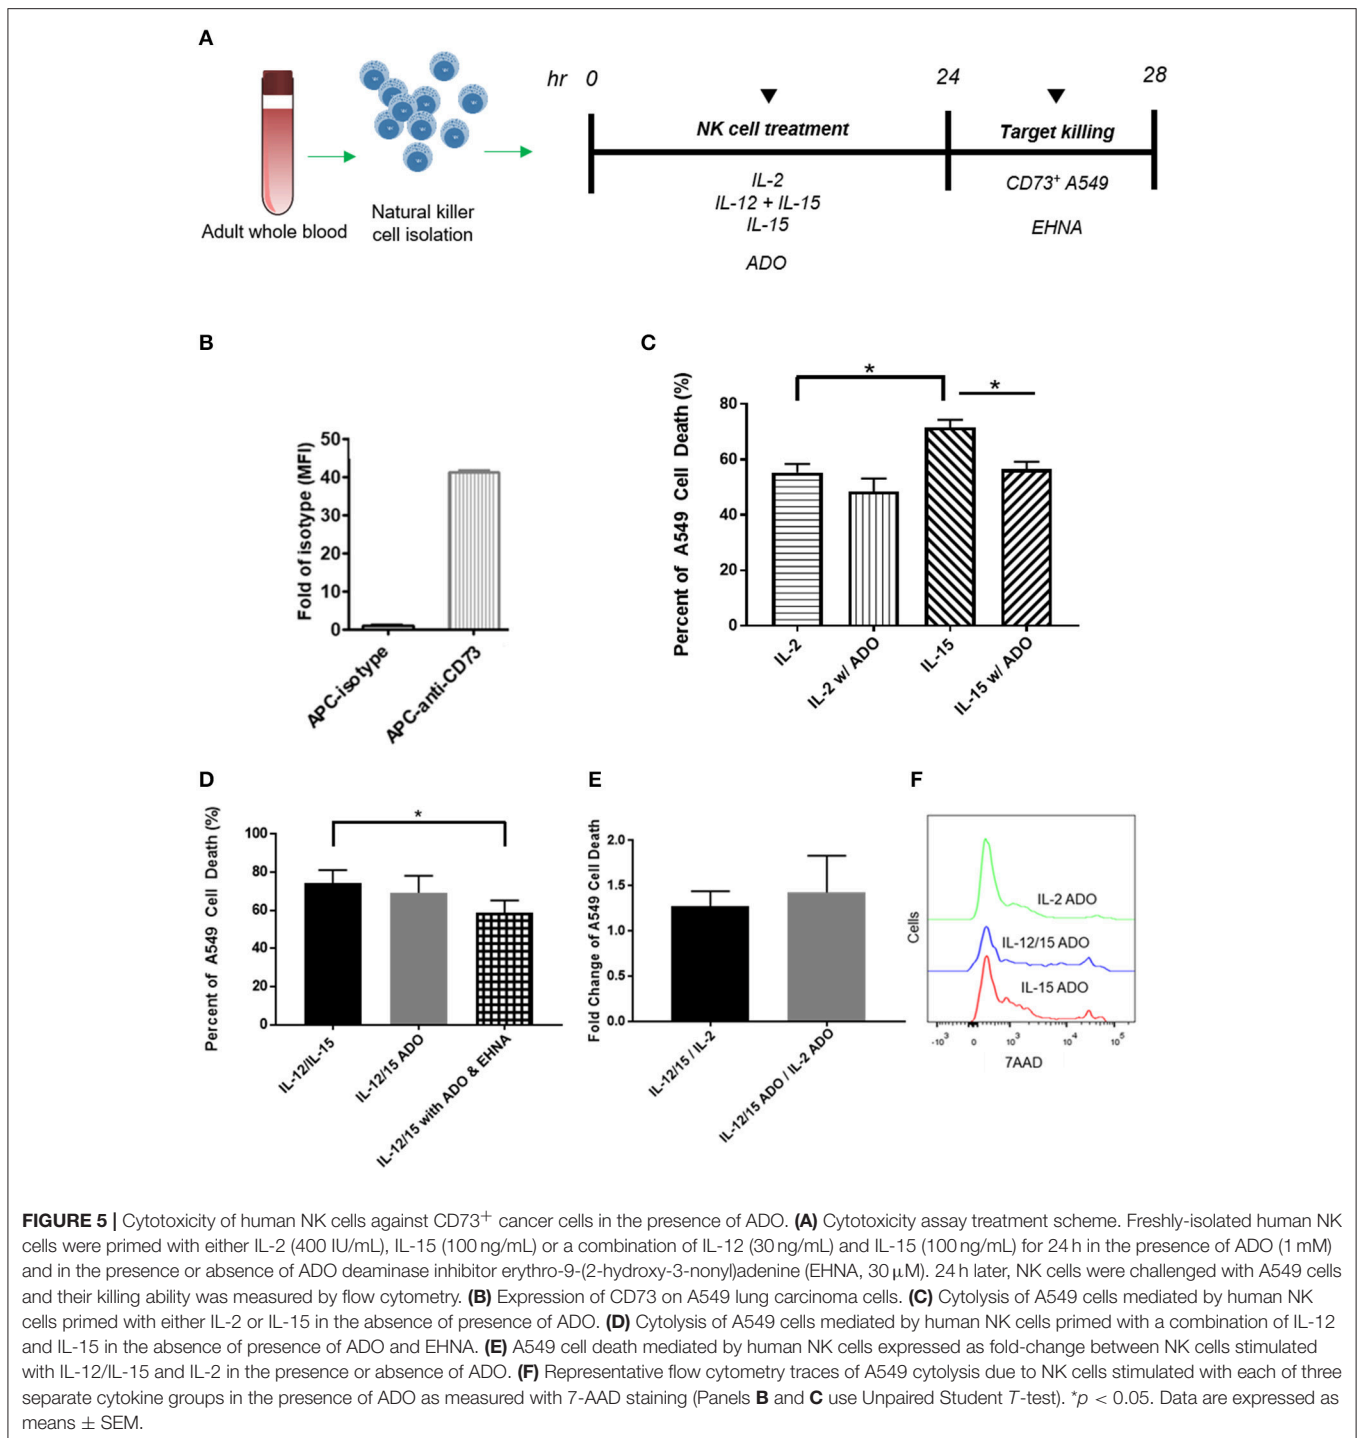 A
hr 0 24 28
NK cell treatment
Target killing
IL-2
IL-12 + IL-15
IL-15
ADO
CD73+ A549
EHNA
Adult whole blood
Natural killer
cell isolation
B
Fold of isotype (MFI)
50
40
30
20
10
0
APC-isotype
APC-anti-CD73
C
Percent of A549 Cell Death (%)
80
60
40
20
0
*
*
IL-2
IL-2 w/ ADO
IL-15
IL-15 w/ ADO
D
Percent of A549 Cell Death (%)
100
80
60
40
20
0
*
IL-12/IL-15
IL-12/15 ADO
IL-12/15 with ADO & EHNA
E
Fold Change of A549 Cell Death
2.0
1.5
1.0
0.5
0.0
IL-12/15 / IL-2
IL-12/15 ADO / IL-2 ADO
F
Cells
IL-2 ADO
IL-12/15 ADO
IL-15 ADO
-10³ 0 10³ 10⁴ 10⁵
7AAD
FIGURE 5 | Cytotoxicity of human NK cells against CD73+ cancer cells in the presence of ADO. (A) Cytotoxicity assay treatment scheme. Freshly-isolated human NK
cells were primed with either IL-2 (400 IU/mL), IL-15 (100 ng/mL) or a combination of IL-12 (30 ng/mL) and IL-15 (100 ng/mL) for 24 h in the presence of ADO (1 mM)
and in the presence or absence of ADO deaminase inhibitor erythro-9-(2-hydroxy-3-nonyl)adenine (EHNA, 30 μM). 24 h later, NK cells were challenged with A549 cells
and their killing ability was measured by flow cytometry. (B) Expression of CD73 on A549 lung carcinoma cells. (C) Cytolysis of A549 cells mediated by human NK
cells primed with either IL-2 or IL-15 in the absence of presence of ADO. (D) Cytolysis of A549 cells mediated by human NK cells primed with a combination of IL-12
and IL-15 in the absence of presence of ADO and EHNA. (E) A549 cell death mediated by human NK cells expressed as fold-change between NK cells stimulated
with IL-12/IL-15 and IL-2 in the presence or absence of ADO. (F) Representative flow cytometry traces of A549 cytolysis due to NK cells stimulated with each of three
separate cytokine groups in the presence of ADO as measured with 7-AAD staining (Panels B and C use Unpaired Student T-test). *p < 0.05. Data are expressed as
means ± SEM.